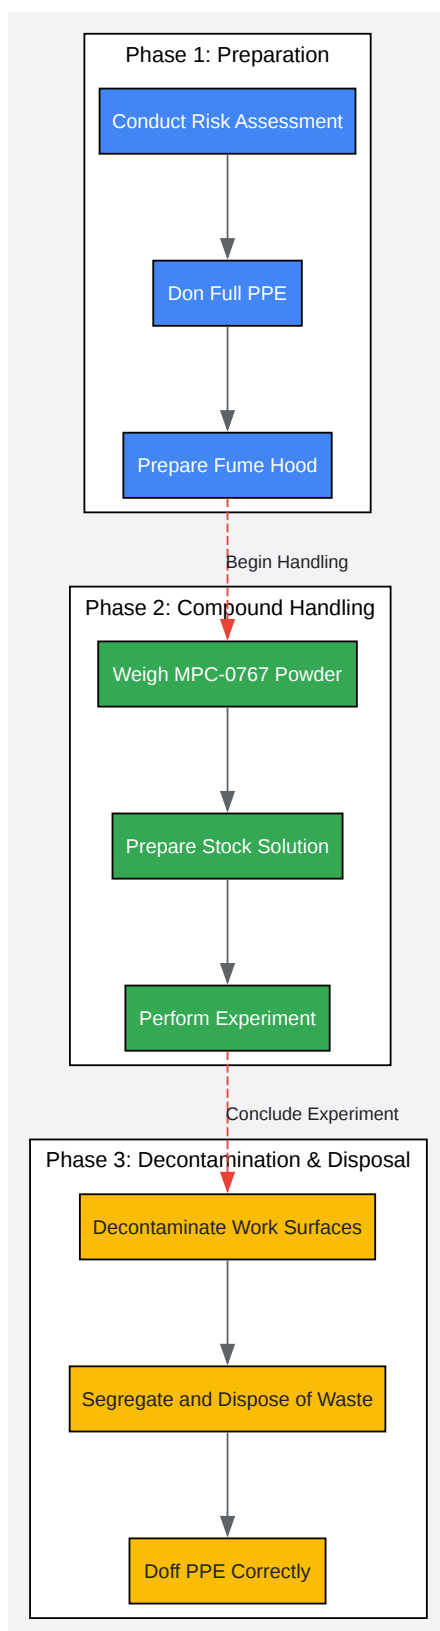 Phase 1: Preparation
Conduct Risk Assessment
Don Full PPE
Prepare Fume Hood
Begin Handling
Phase 2: Compound Handling
Weigh MPC-0767 Powder
Prepare Stock Solution
Perform Experiment
Conclude Experiment
Phase 3: Decontamination & Disposal
Decontaminate Work Surfaces
Segregate and Dispose of Waste
Doff PPE Correctly